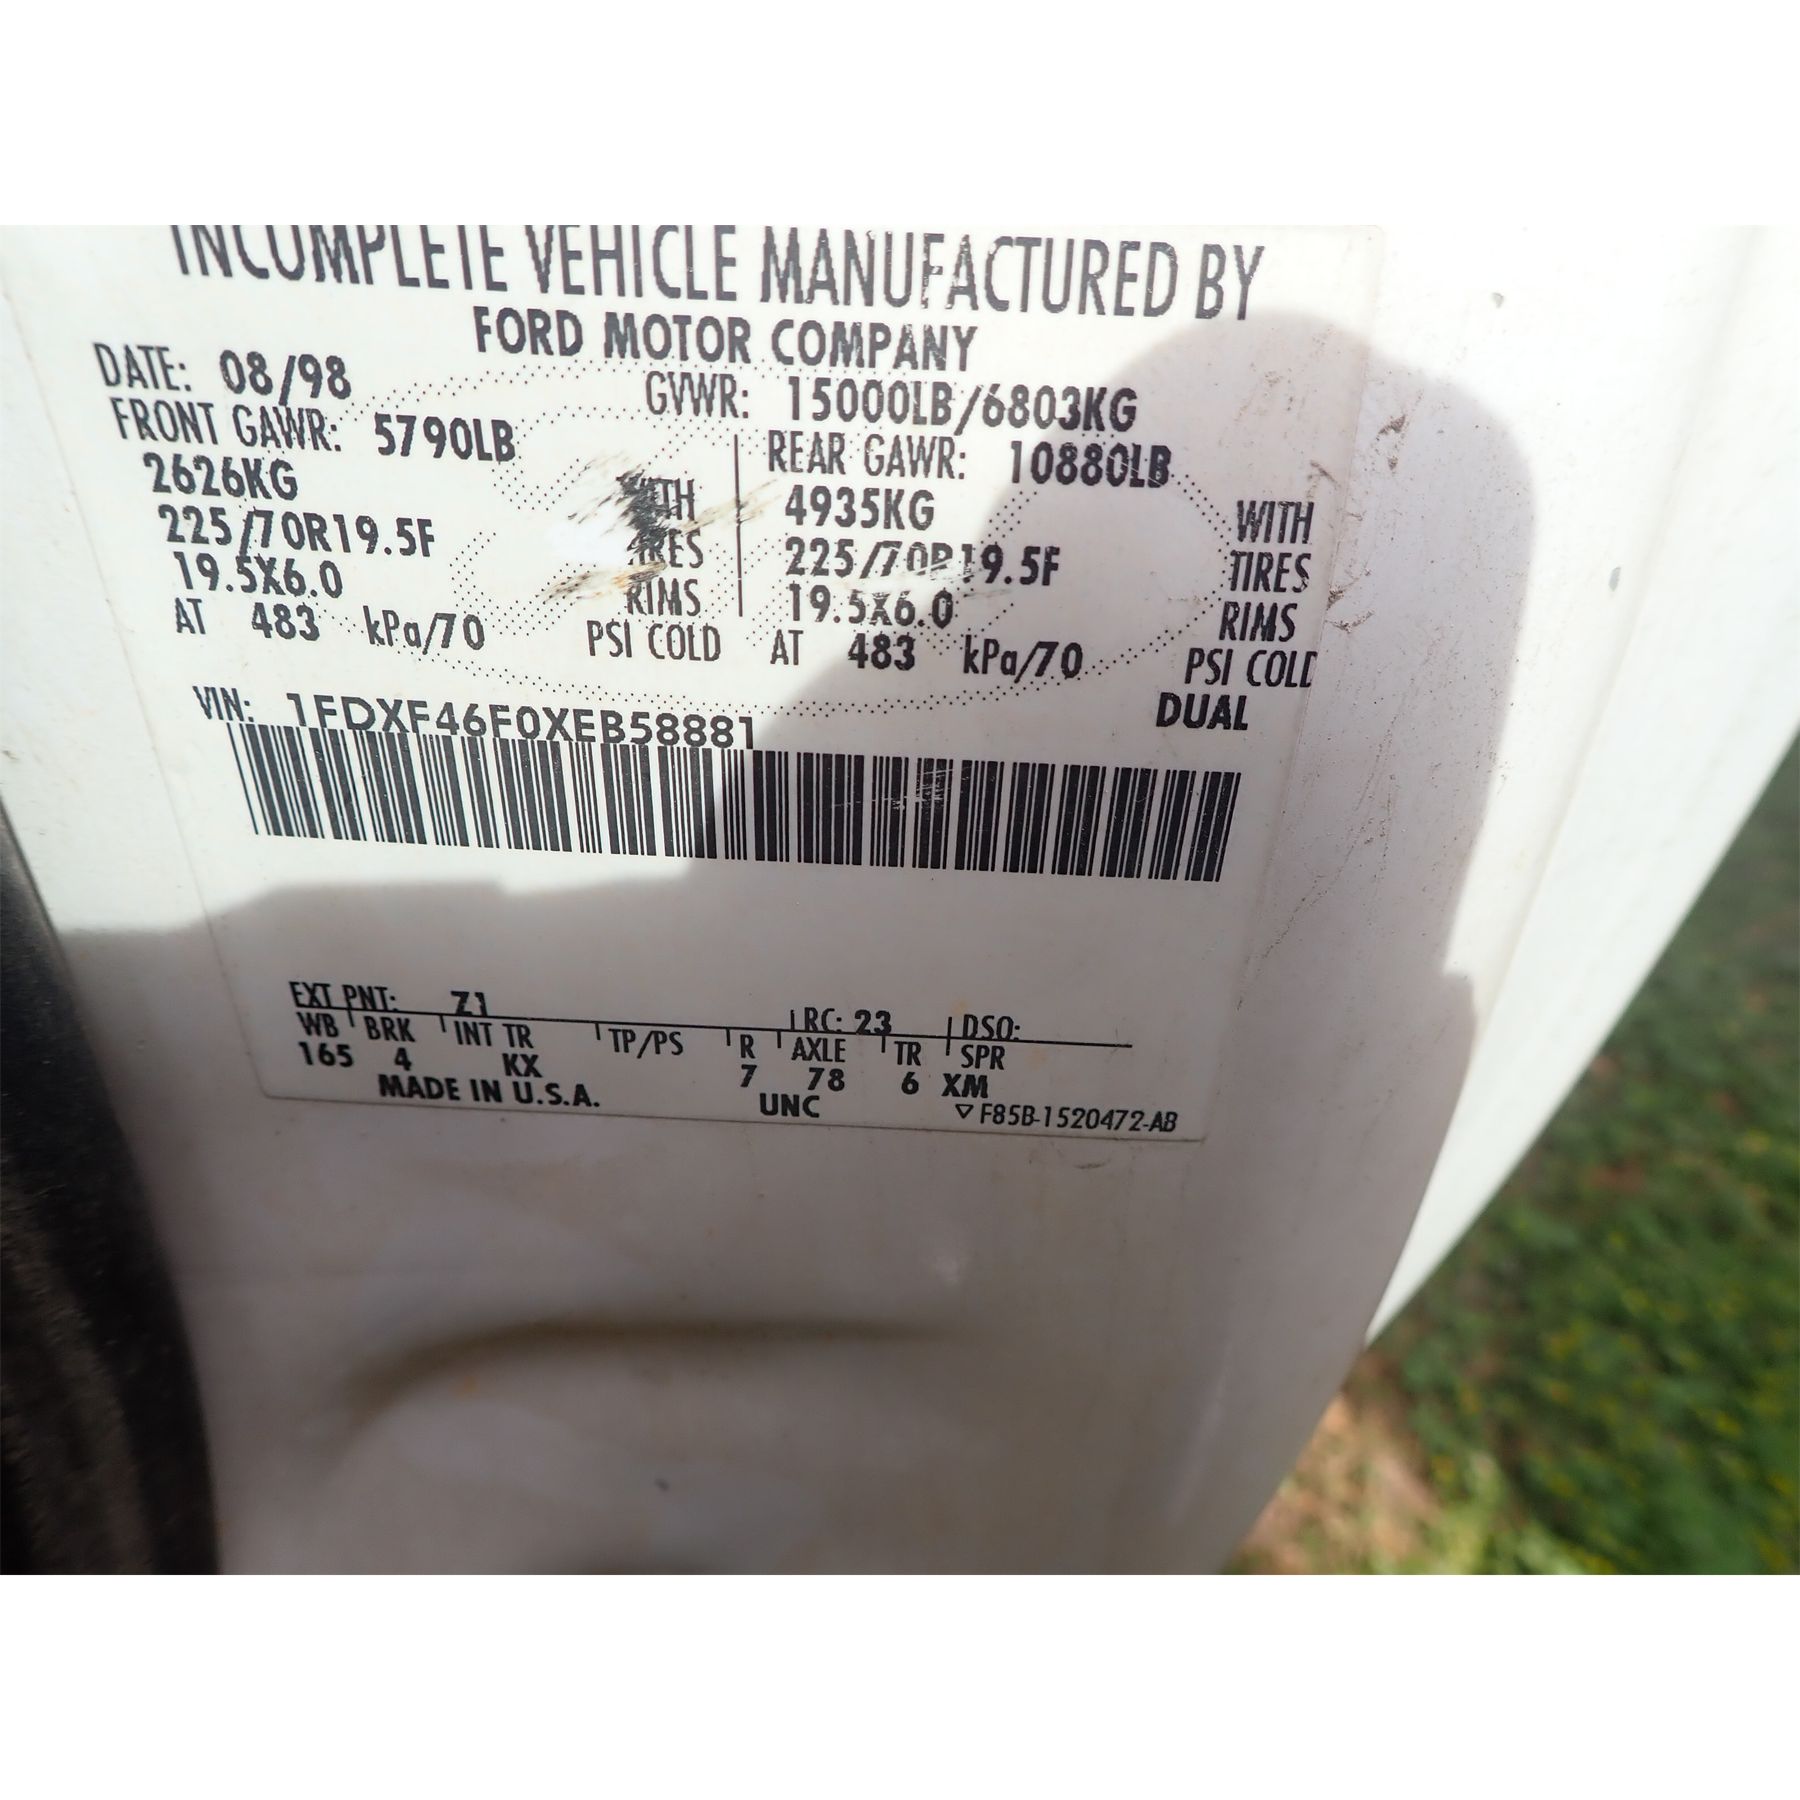 INCOMPLETE VEHICLE MANUFACTURED BY
FORD MOTOR COMPANY
DATE: 08/98 GVWR: 15000LB/6803KG
FRONT GAWR: 5790LB REAR GAWR: 10880LB
2626KG WITH 4935KG WITH
225/70R19.5F TIRES 225/70R19.5F TIRES
19.5X6.0 RIMS 19.5X6.0 RIMS
AT 483 kPa/70 PSI COLD AT 483 kPa/70 PSI COLD
DUAL
VIN: 1FDXF46F0XEB58881
EXT PNT: Z1 RC: 23 DSO:
WB BRK INT TR TP/PS R AXLE TR SPR
165 4 KX 7 78 6 XM
MADE IN U.S.A. UNC ▽ F85B-1520472-AB